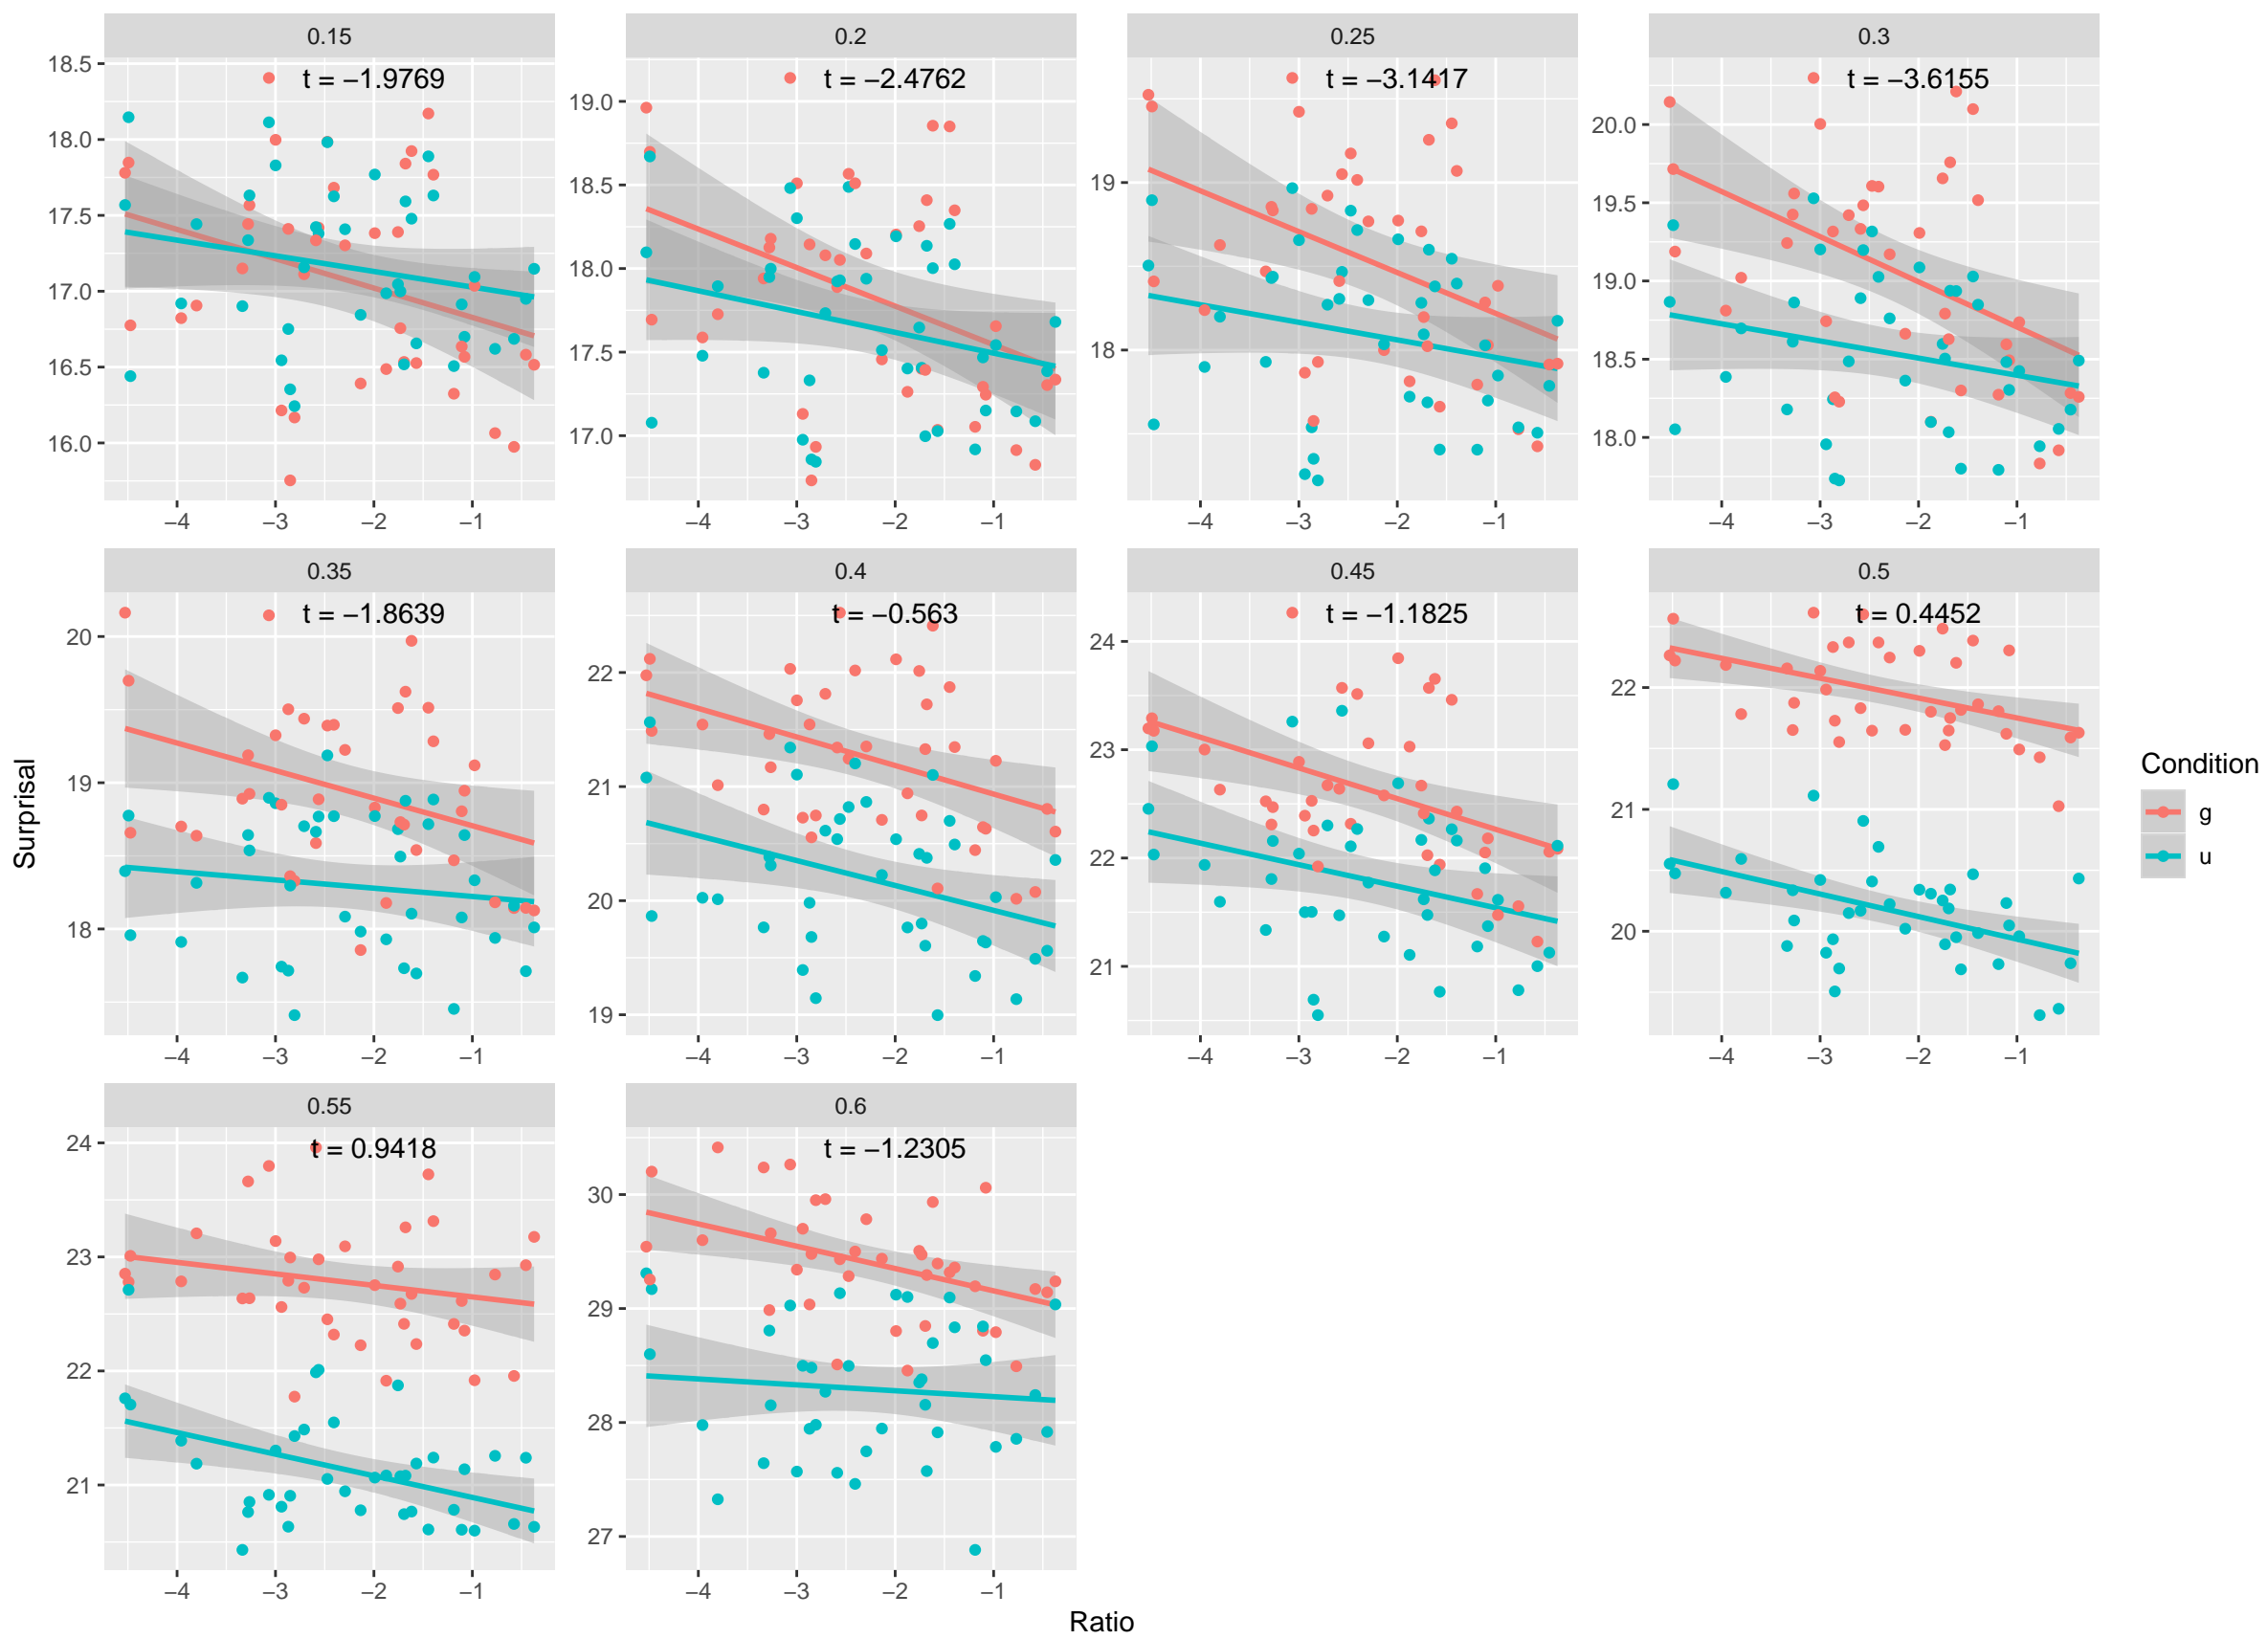 0.15
0.2
0.25
0.3
t = −1.9769
t = −2.4762
t = −3.1417
t = −3.6155
18.5
18.0
17.5
17.0
16.5
16.0
19.0
18.5
18.0
17.5
17.0
19
18
20.0
19.5
19.0
18.5
18.0
−4 −3 −2 −1
−4 −3 −2 −1
−4 −3 −2 −1
−4 −3 −2 −1
0.35
0.4
0.45
0.5
t = −1.8639
t = −0.563
t = −1.1825
t = 0.4452
20
19
18
22
21
20
19
24
23
22
21
22
21
20
−4 −3 −2 −1
−4 −3 −2 −1
−4 −3 −2 −1
−4 −3 −2 −1
0.55
0.6
t = 0.9418
t = −1.2305
24
23
22
21
30
29
28
27
−4 −3 −2 −1
−4 −3 −2 −1
Surprisal
Ratio
Condition
g
u